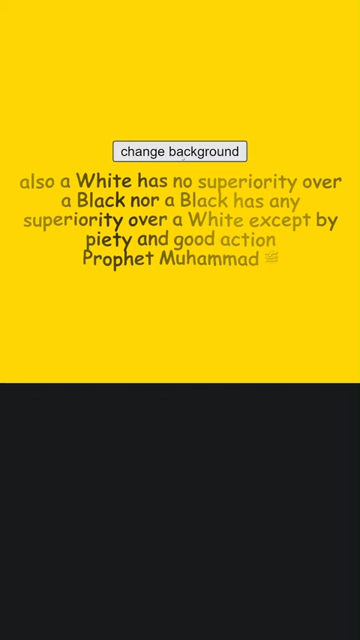 change background
also a White has no superiority over
a Black nor a Black has any
superiority over a White except by
piety and good action
Prophet Muhammad ﷺ